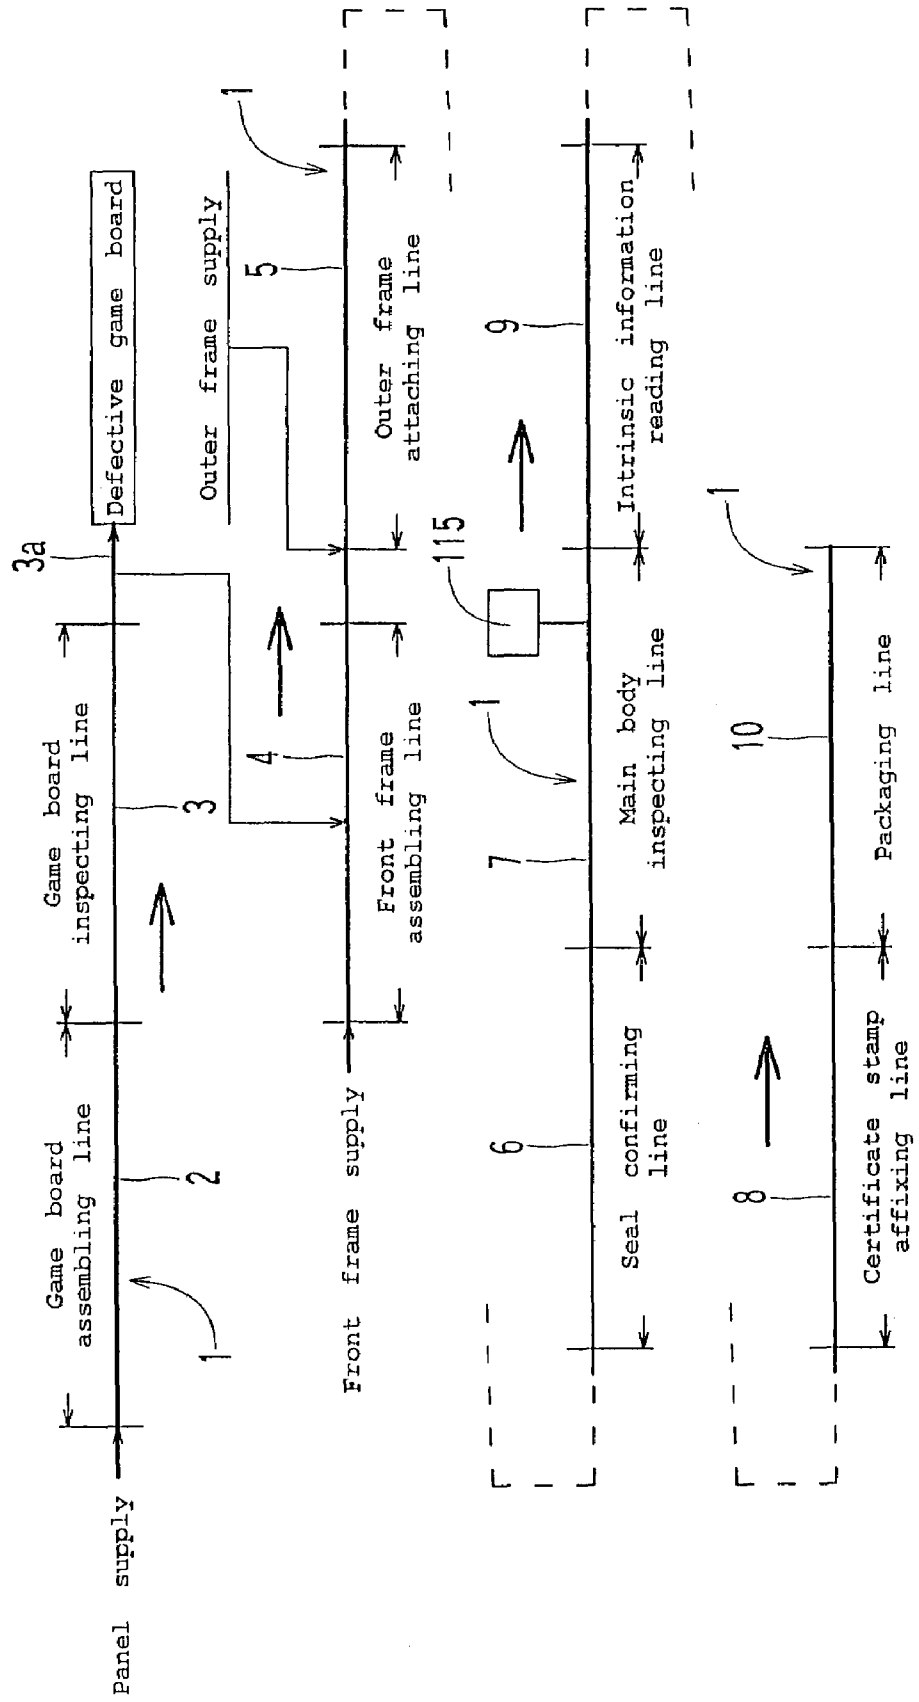 Panel supply
Game board
assembling line
2
1
Game board
inspecting line
3
3a
Defective game board
Outer frame supply
Front frame supply
4
Front frame
assembling line
5
Outer frame
attaching line
1
6
Seal confirming
line
7
1
115
Main body
inspecting line
9
Intrinsic information
reading line
8
Certificate stamp
affixing line
10
Packaging line
1